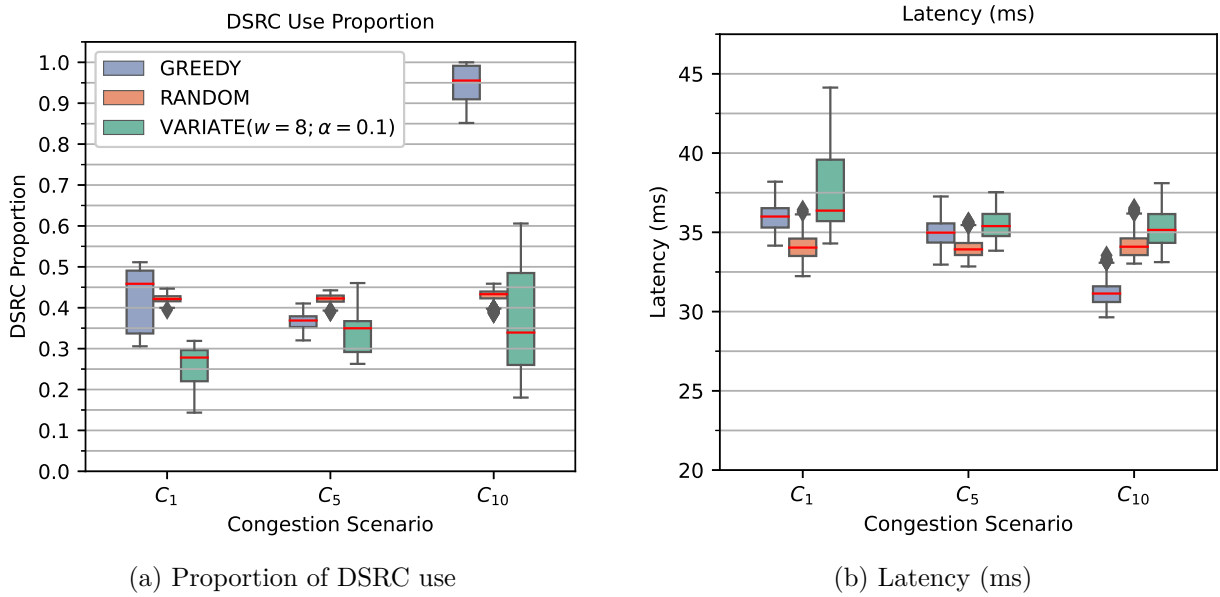 DSRC Use Proportion
1.0
0.9
0.8
0.7
0.6
0.5
0.4
0.3
0.2
0.1
0.0
DSRC Proportion
GREEDY
RANDOM
VARIATE(w = 8; α = 0.1)
C₁
C₅
C₁₀
Congestion Scenario
(a) Proportion of DSRC use
Latency (ms)
45
40
35
30
25
20
Latency (ms)
C₁
C₅
C₁₀
Congestion Scenario
(b) Latency (ms)